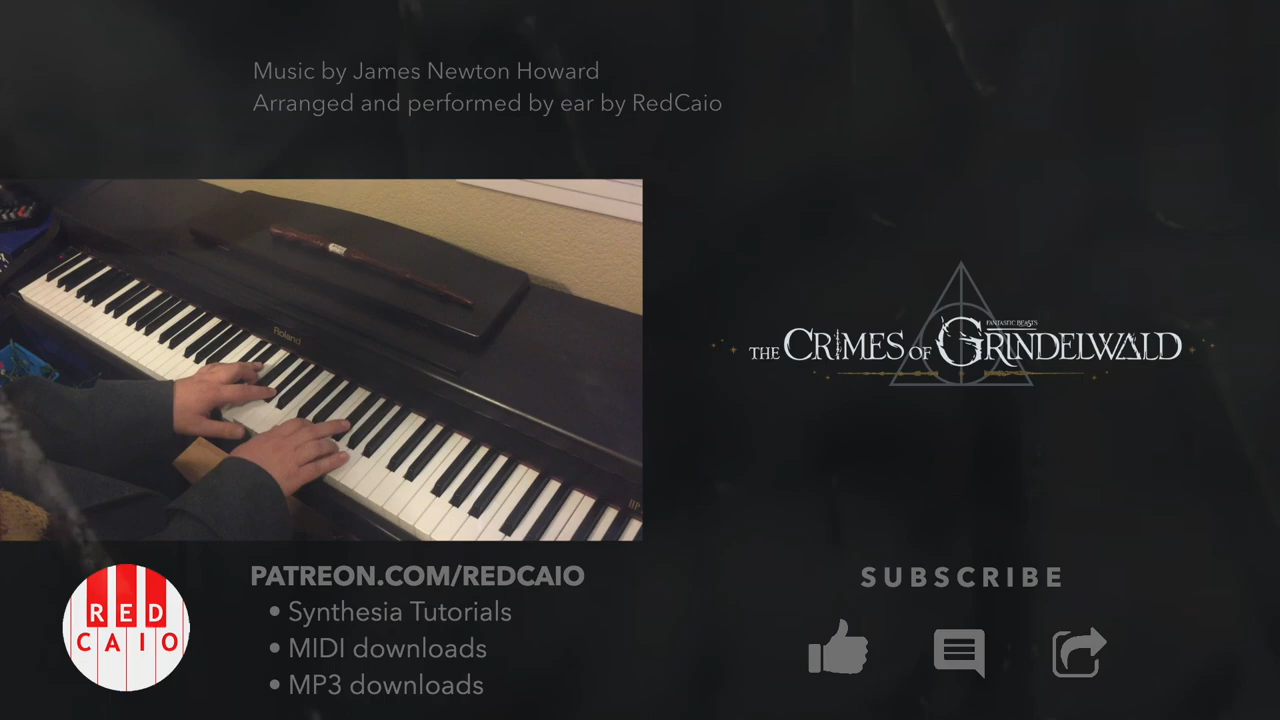 Music by James Newton Howard
Arranged and performed by ear by RedCaio
Roland
HP
FANTASTIC BEASTS
THE CRIMES OF GRINDELWALD
RED
CAIO
PATREON.COM/REDCAIO
• Synthesia Tutorials
• MIDI downloads
• MP3 downloads
SUBSCRIBE